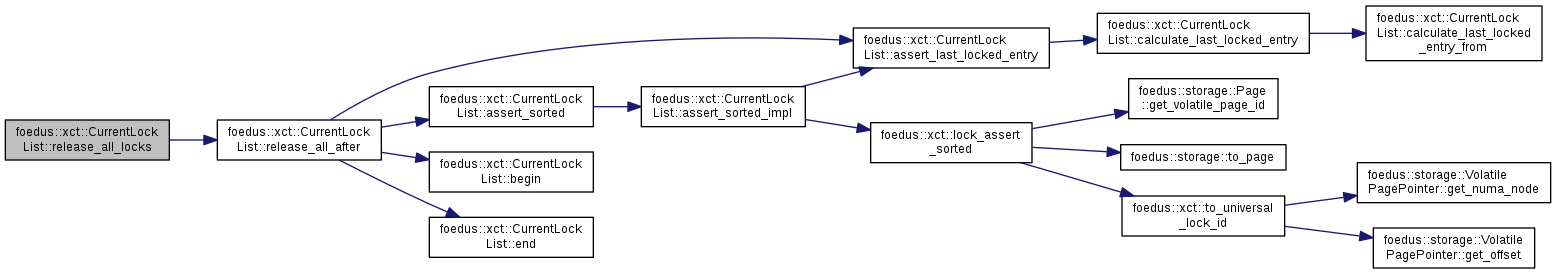 foedus::xct::CurrentLock
List::release_all_locks
foedus::xct::CurrentLock
List::release_all_after
foedus::xct::CurrentLock
List::assert_sorted
foedus::xct::CurrentLock
List::begin
foedus::xct::CurrentLock
List::end
foedus::xct::CurrentLock
List::assert_sorted_impl
foedus::xct::CurrentLock
List::assert_last_locked_entry
foedus::xct::lock_assert
_sorted
foedus::xct::CurrentLock
List::calculate_last_locked_entry
foedus::storage::Page
::get_volatile_page_id
foedus::storage::to_page
foedus::xct::to_universal
_lock_id
foedus::xct::CurrentLock
List::calculate_last_locked
_entry_from
foedus::storage::Volatile
PagePointer::get_numa_node
foedus::storage::Volatile
PagePointer::get_offset